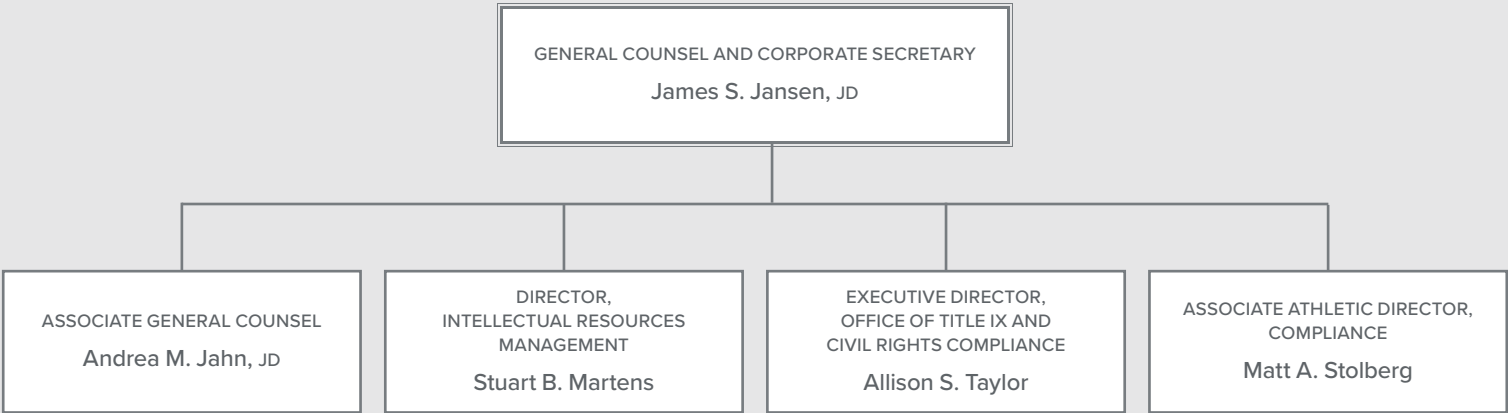 GENERAL COUNSEL AND CORPORATE SECRETARY
James S. Jansen, JD
ASSOCIATE GENERAL COUNSEL
Andrea M. Jahn, JD
DIRECTOR,
INTELLECTUAL RESOURCES
MANAGEMENT
Stuart B. Martens
EXECUTIVE DIRECTOR,
OFFICE OF TITLE IX AND
CIVIL RIGHTS COMPLIANCE
Allison S. Taylor
ASSOCIATE ATHLETIC DIRECTOR,
COMPLIANCE
Matt A. Stolberg